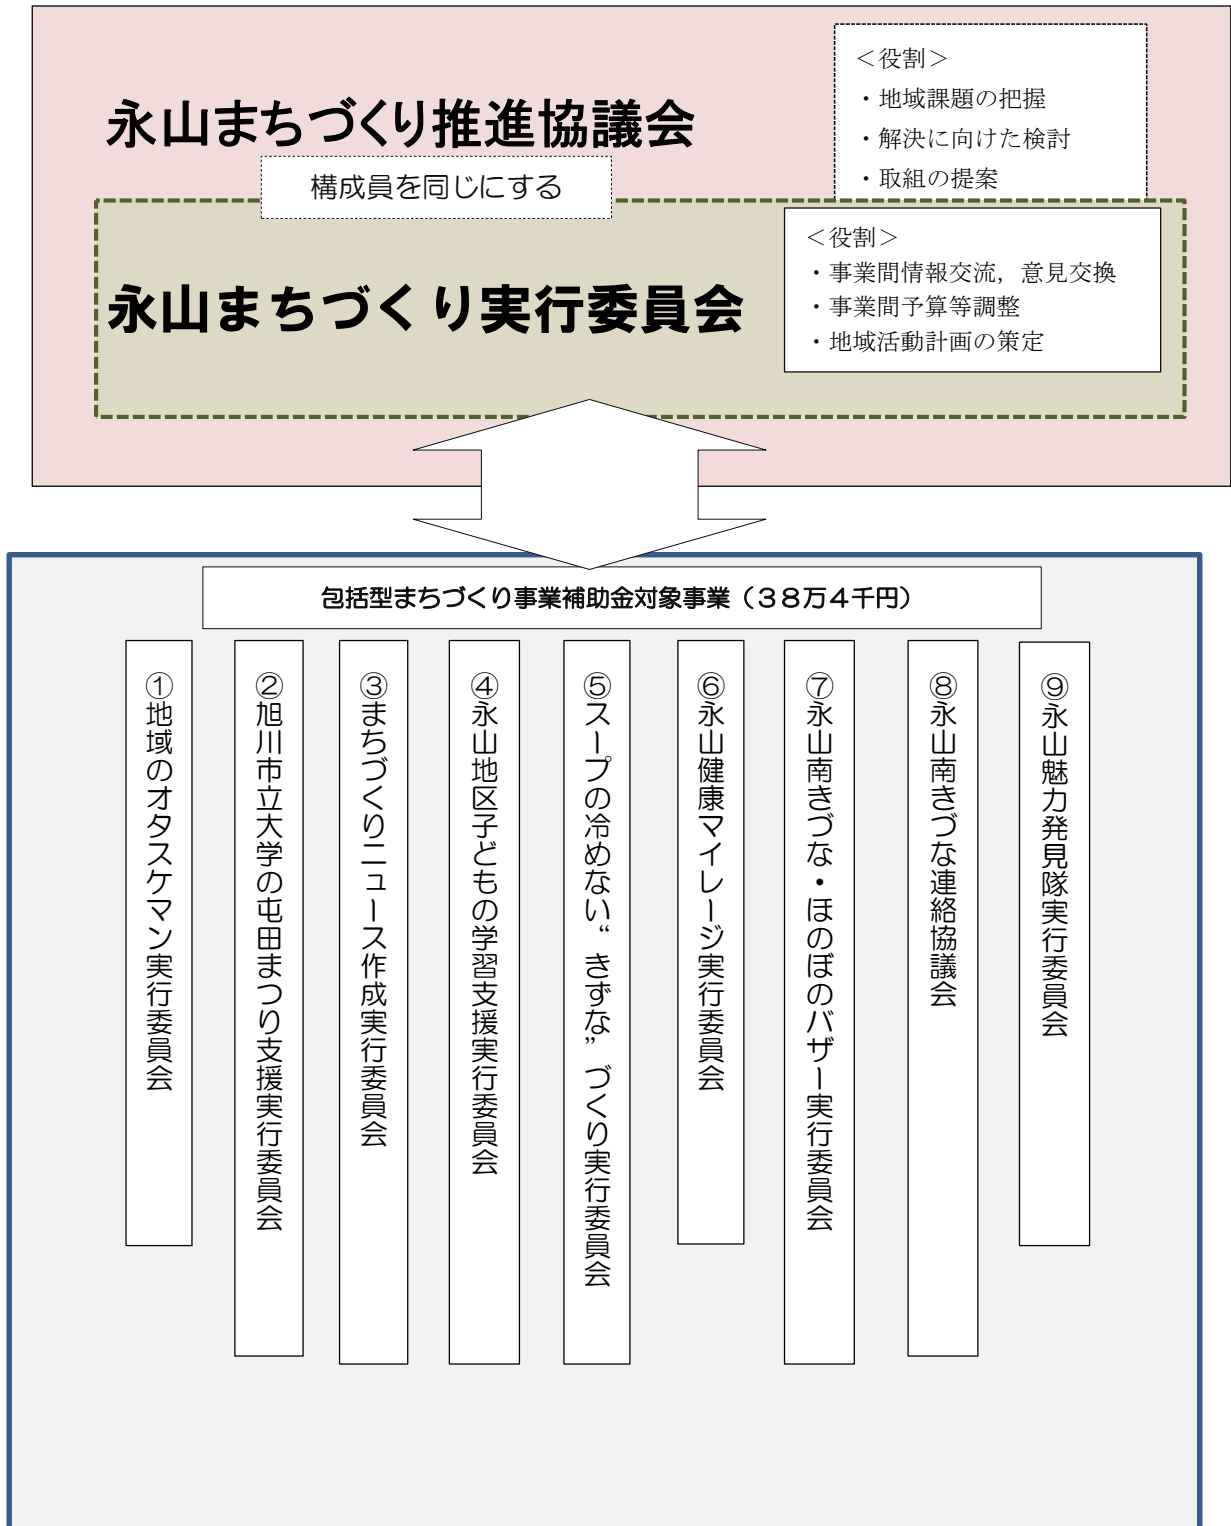 永山まちづくり推進協議会
＜役割＞
・地域課題の把握
・解決に向けた検討
・取組の提案
構成員を同じにする
永山まちづくり実行委員会
＜役割＞
・事業間情報交流，意見交換
・事業間予算等調整
・地域活動計画の策定
包括型まちづくり事業補助金対象事業（３８万４千円）
①地域のオタスケマン実行委員会
②旭川市立大学の屯田まつり支援実行委員会
③まちづくりニュース作成実行委員会
④永山地区子どもの学習支援実行委員会
⑤スープの冷めない“きずな”づくり実行委員会
⑥永山健康マイレージ実行委員会
⑦永山南きづな・ほのぼのバザー実行委員会
⑧永山南きづな連絡協議会
⑨永山魅力発見隊実行委員会